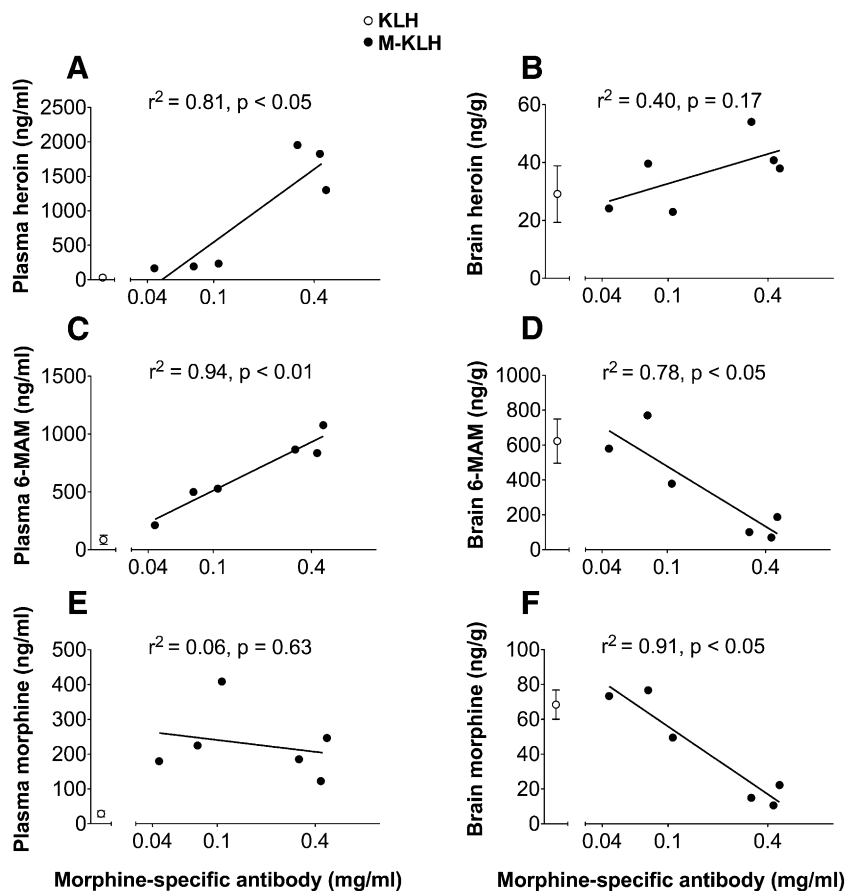 KLH
M-KLH
A
r² = 0.81, p < 0.05
Plasma heroin (ng/ml)
2500
2000
1500
1000
500
0
0.04 0.1 0.4
B
r² = 0.40, p = 0.17
Brain heroin (ng/g)
60
40
20
0
0.04 0.1 0.4
C
r² = 0.94, p < 0.01
Plasma 6-MAM (ng/ml)
1500
1000
500
0
0.04 0.1 0.4
D
r² = 0.78, p < 0.05
Brain 6-MAM (ng/g)
1000
800
600
400
200
0
0.04 0.1 0.4
E
r² = 0.06, p = 0.63
Plasma morphine (ng/ml)
500
400
300
200
100
0
0.04 0.1 0.4
Morphine-specific antibody (mg/ml)
F
r² = 0.91, p < 0.05
Brain morphine (ng/g)
100
80
60
40
20
0
0.04 0.1 0.4
Morphine-specific antibody (mg/ml)